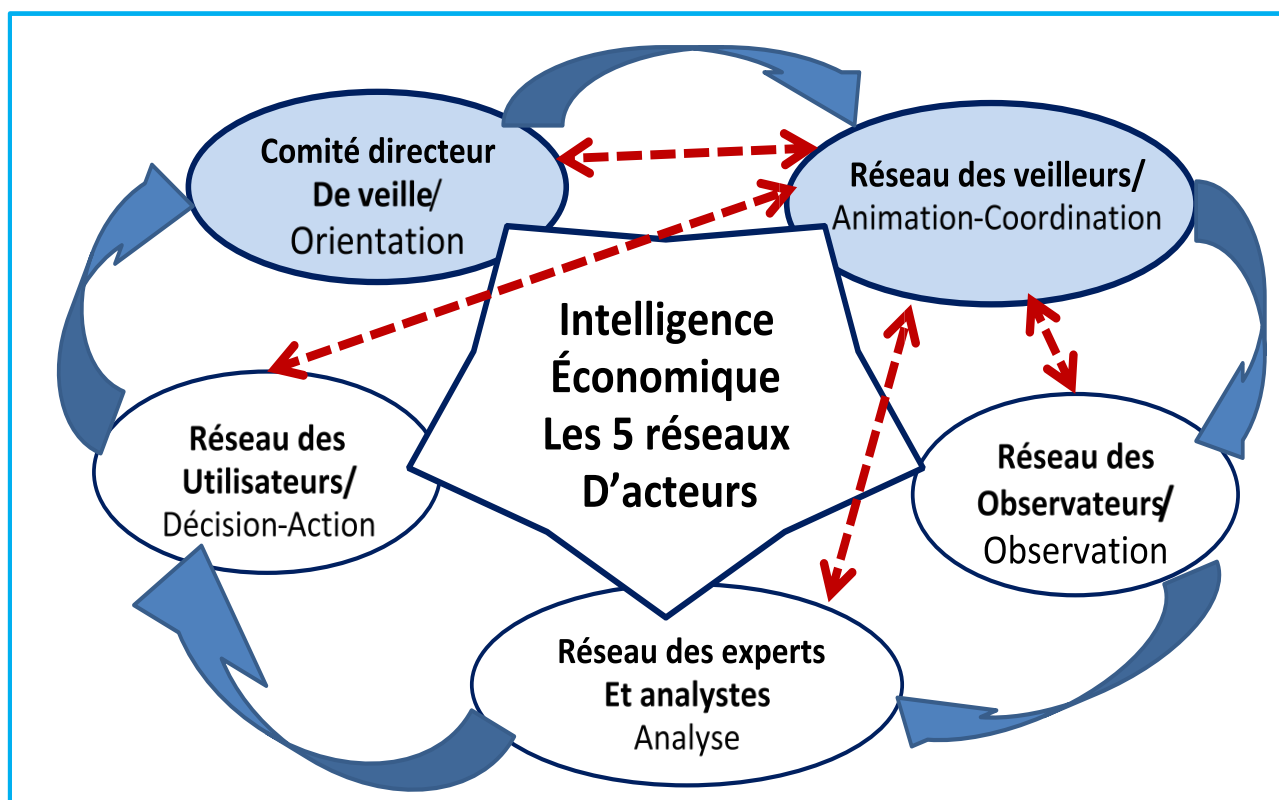 Comité directeur
De veille/
Orientation
Réseau des veilleurs/
Animation-Coordination
Intelligence
Économique
Les 5 réseaux
D’acteurs
Réseau des
Utilisateurs/
Décision-Action
Réseau des
Observateurs/
Observation
Réseau des experts
Et analystes
Analyse